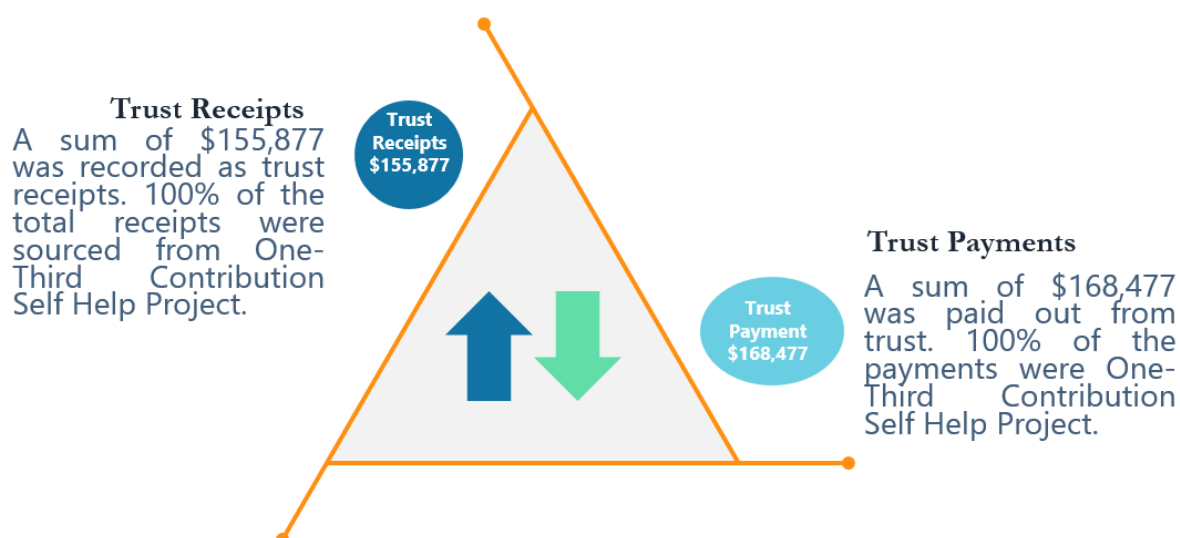 Trust Receipts
A sum of $155,877
was recorded as trust
receipts. 100% of the
total receipts were
sourced from One-
Third Contribution
Self Help Project.
Trust
Receipts
$155,877
Trust
Payment
$168,477
Trust Payments
A sum of $168,477
was paid out from
trust. 100% of the
payments were One-
Third Contribution
Self Help Project.